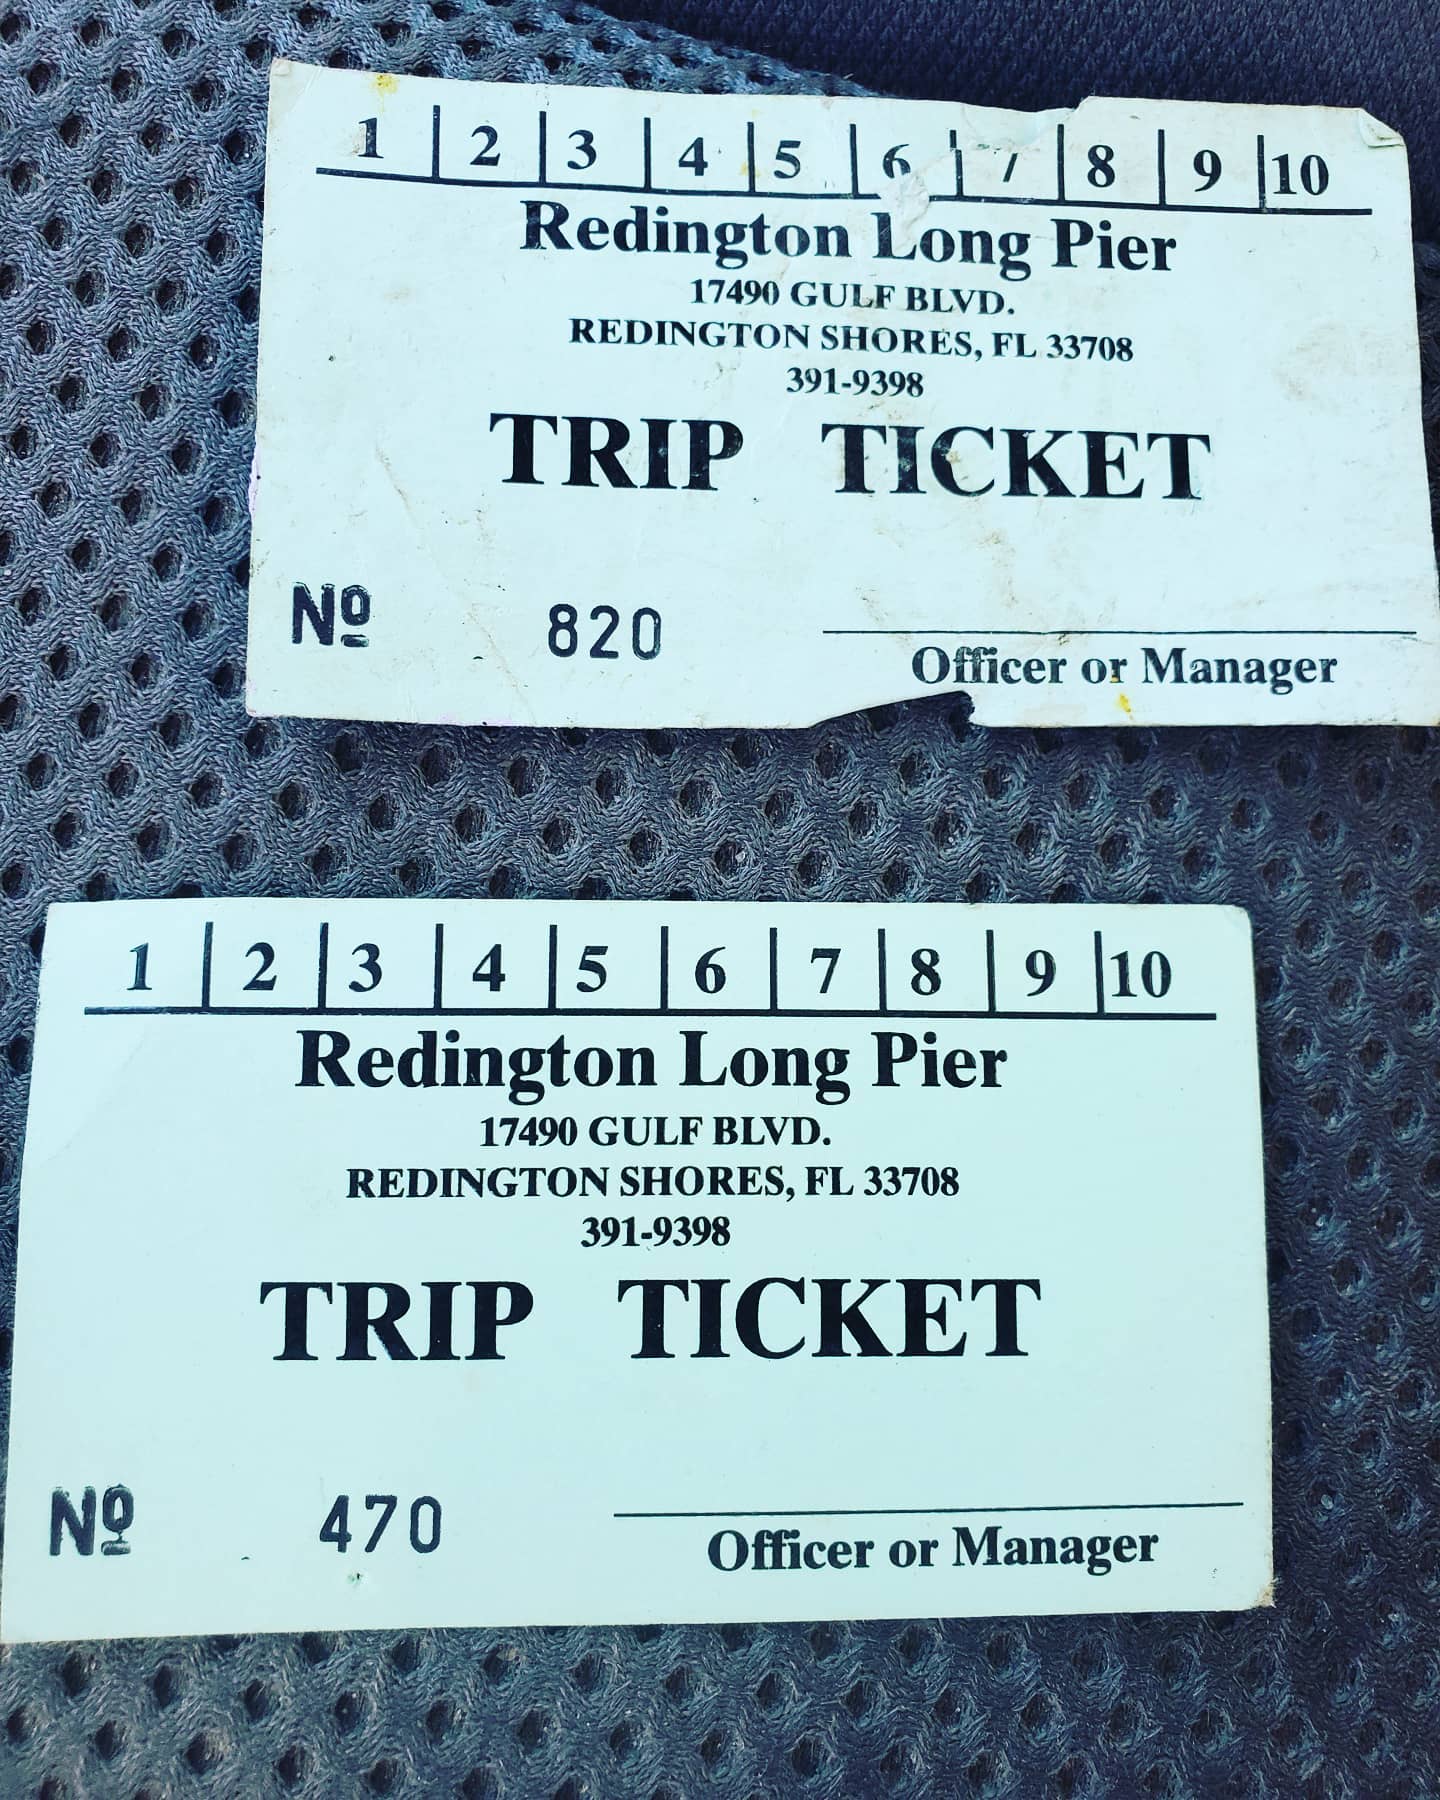 1 2 3 4 5 6 7 8 9 10
Redington Long Pier
17490 GULF BLVD.
REDINGTON SHORES, FL 33708
391-9398
TRIP TICKET
Nº 820
Officer or Manager
1 2 3 4 5 6 7 8 9 10
Redington Long Pier
17490 GULF BLVD.
REDINGTON SHORES, FL 33708
391-9398
TRIP TICKET
Nº 470
Officer or Manager